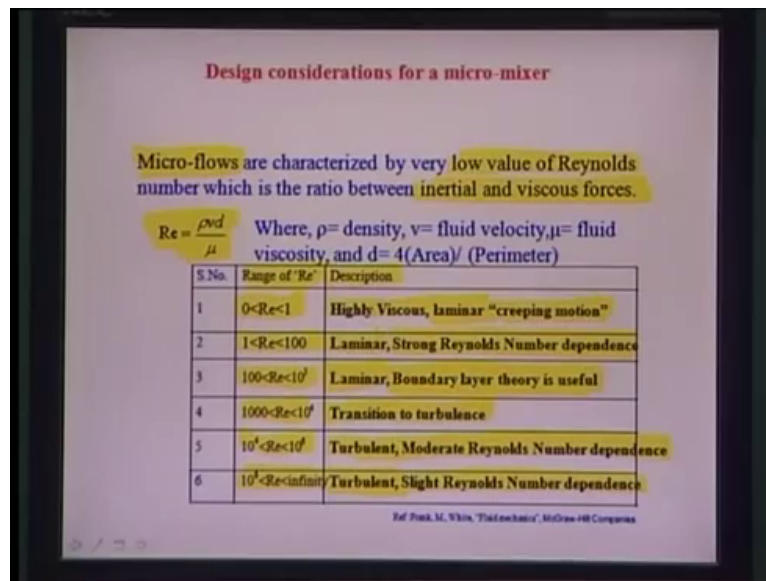 Design considerations for a micro-mixer
Micro-flows are characterized by very low value of Reynolds
number which is the ratio between inertial and viscous forces.
Re = ρvd / μ Where, ρ= density, v= fluid velocity,μ= fluid
viscosity, and d= 4(Area)/ (Perimeter)
S.No. Range of 'Re' Description
1 0<Re<1 Highly Viscous, laminar "creeping motion"
2 1<Re<100 Laminar, Strong Reynolds Number dependence
3 100<Re<10³ Laminar, Boundary layer theory is useful
4 1000<Re<10⁴ Transition to turbulence
5 10⁴<Re<10⁶ Turbulent, Moderate Reynolds Number dependence
6 10⁶<Re<infinity Turbulent, Slight Reynolds Number dependence
Ref: Frank, M., White, "Fluid mechanics", McGraw-Hill Companies